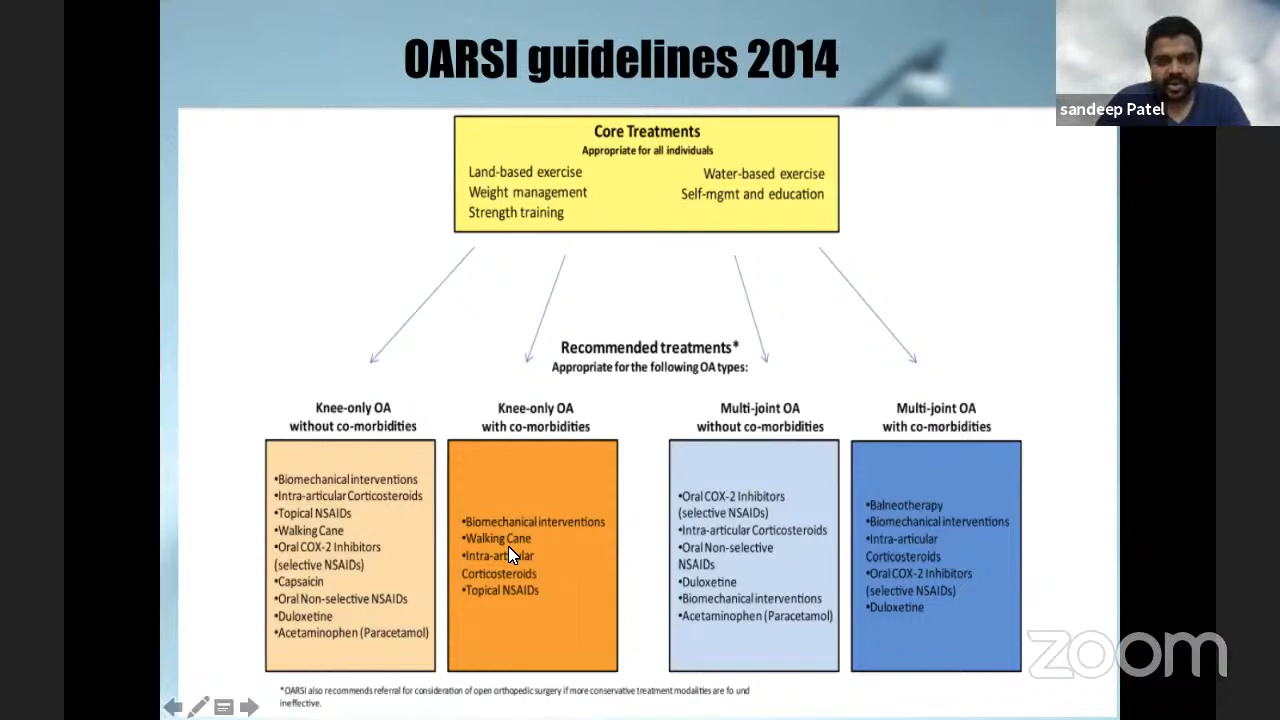 OARSI guidelines 2014
sandeep Patel
Core Treatments
Appropriate for all individuals
Land-based exercise
Weight management
Strength training
Water-based exercise
Self-mgmt and education
Recommended treatments*
Appropriate for the following OA types:
Knee-only OA
without co-morbidities
•Biomechanical interventions
•Intra-articular Corticosteroids
•Topical NSAIDs
•Walking Cane
•Oral COX-2 Inhibitors
(selective NSAIDs)
•Capsaicin
•Oral Non-selective NSAIDs
•Duloxetine
•Acetaminophen (Paracetamol)
Knee-only OA
with co-morbidities
•Biomechanical interventions
•Walking Cane
•Intra-articular
Corticosteroids
•Topical NSAIDs
Multi-joint OA
without co-morbidities
•Oral COX-2 Inhibitors
(selective NSAIDs)
•Intra-articular Corticosteroids
•Oral Non-selective
NSAIDs
•Duloxetine
•Biomechanical interventions
•Acetaminophen (Paracetamol)
Multi-joint OA
with co-morbidities
•Balneotherapy
•Biomechanical interventions
•Intra-articular
Corticosteroids
•Oral COX-2 Inhibitors
(selective NSAIDs)
•Duloxetine
*OARSI also recommends referral for consideration of open orthopedic surgery if more conservative treatment modalities are fo und
ineffective.
zoom